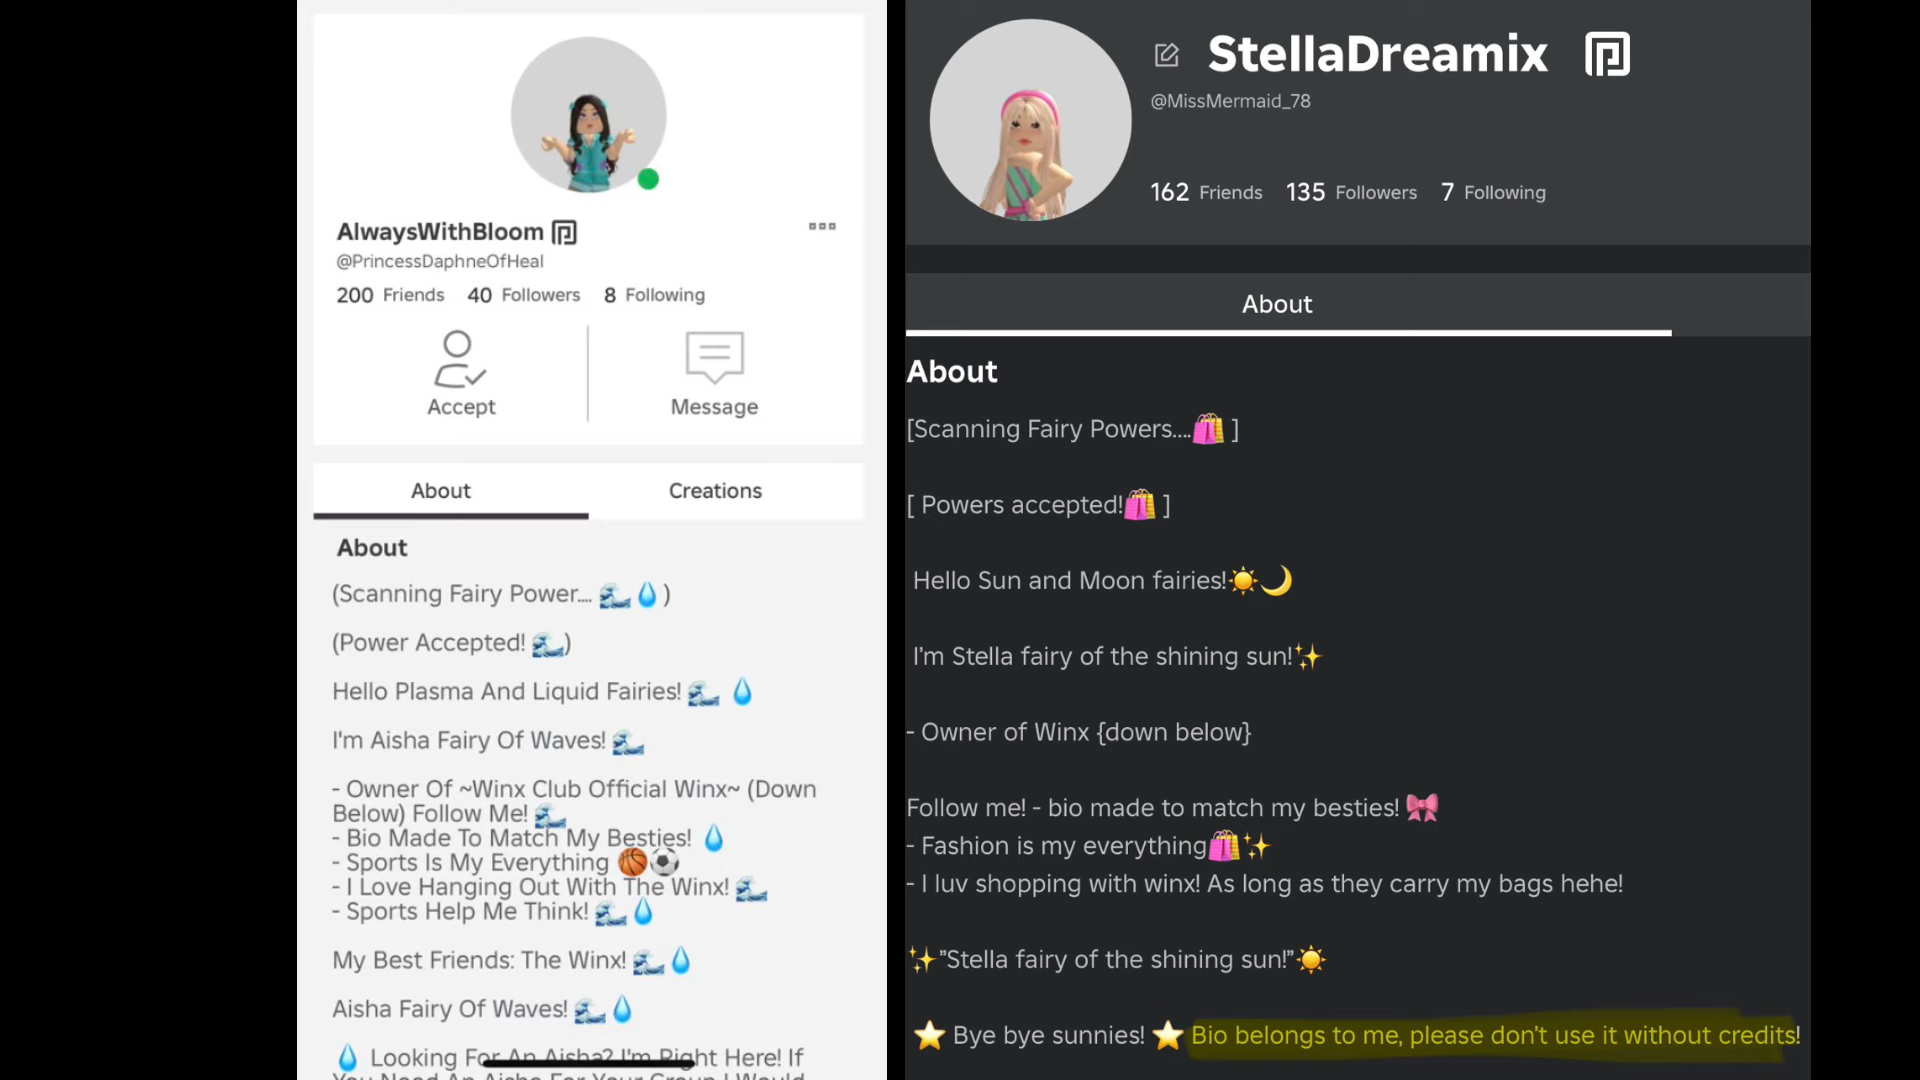 AlwaysWithBloom
@PrincessDaphneOfHeal
200 Friends 40 Followers 8 Following
Accept
Message
About
Creations
About
(Scanning Fairy Power.... 🌊💧)
(Power Accepted! 🌊)
Hello Plasma And Liquid Fairies! 🌊 💧
I'm Aisha Fairy Of Waves! 🌊
- Owner Of ~Winx Club Official Winx~ (Down
Below) Follow Me! 🌊
- Bio Made To Match My Besties! 💧
- Sports Is My Everything 🏀⚽
- I Love Hanging Out With The Winx! 🌊
- Sports Help Me Think! 🌊💧
My Best Friends: The Winx! 🌊💧
Aisha Fairy Of Waves! 🌊💧
💧 Looking For An Aisha? I'm Right Here! If
You Need An Aisha For Your Group I Would
StellaDreamix
@MissMermaid_78
162 Friends 135 Followers 7 Following
About
About
[Scanning Fairy Powers....🛍️ ]
[ Powers accepted!🛍️ ]
Hello Sun and Moon fairies!☀️🌙
I'm Stella fairy of the shining sun!✨
- Owner of Winx {down below}
Follow me! - bio made to match my besties! 🎀
- Fashion is my everything🛍️✨
- I luv shopping with winx! As long as they carry my bags hehe!
✨"Stella fairy of the shining sun!"☀️
⭐ Bye bye sunnies! ⭐ Bio belongs to me, please don't use it without credits!